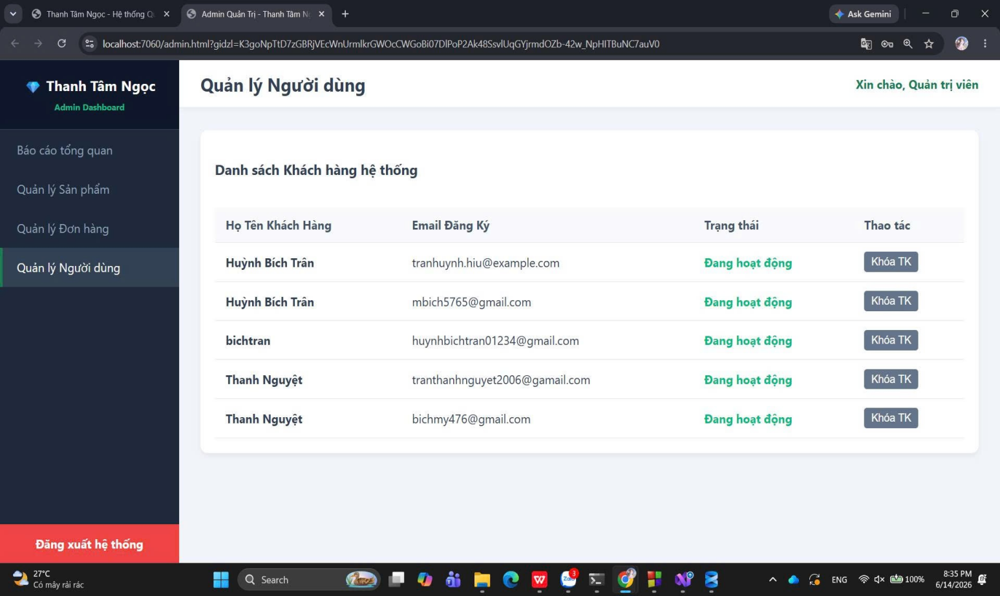 Thanh Tâm Ngọc - Hệ thống Q
Admin Quản Trị - Thanh Tâm N
Ask Gemini
localhost:7060/admin.html?gidzl=K3goNpTtD7zGBRjVEcWnUrmlkrGWOcCWGoBi07DlPoP2Ak48SsvlUqGYjrmdOZb-42w_NpHITBuNC7auV0
Thanh Tâm Ngọc
Admin Dashboard
Quản lý Người dùng
Xin chào, Quản trị viên
Báo cáo tổng quan
Quản lý Sản phẩm
Quản lý Đơn hàng
Quản lý Người dùng
Danh sách Khách hàng hệ thống
Họ Tên Khách Hàng Email Đăng Ký Trạng thái Thao tác
Huỳnh Bích Trân tranhuynh.hiu@example.com Đang hoạt động Khóa TK
Huỳnh Bích Trân mbich5765@gmail.com Đang hoạt động Khóa TK
bichtran huynhbichtran01234@gmail.com Đang hoạt động Khóa TK
Thanh Nguyệt tranthanhnguyet2006@gamail.com Đang hoạt động Khóa TK
Thanh Nguyệt bichmy476@gmail.com Đang hoạt động Khóa TK
Đăng xuất hệ thống
27°C
Có mây rải rác
Search
Zalo
3
ENG
100%
8:35 PM
6/14/2026